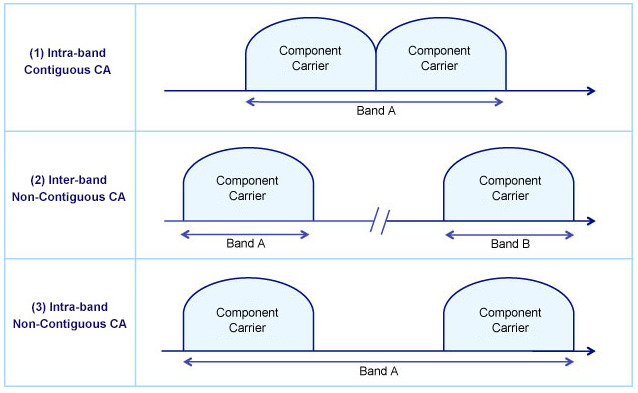 (1) Intra-band
Contiguous CA
Component
Carrier
Component
Carrier
Band A
(2) Inter-band
Non-Contiguous CA
Component
Carrier
Component
Carrier
Band A
Band B
(3) Intra-band
Non-Contiguous CA
Component
Carrier
Component
Carrier
Band A